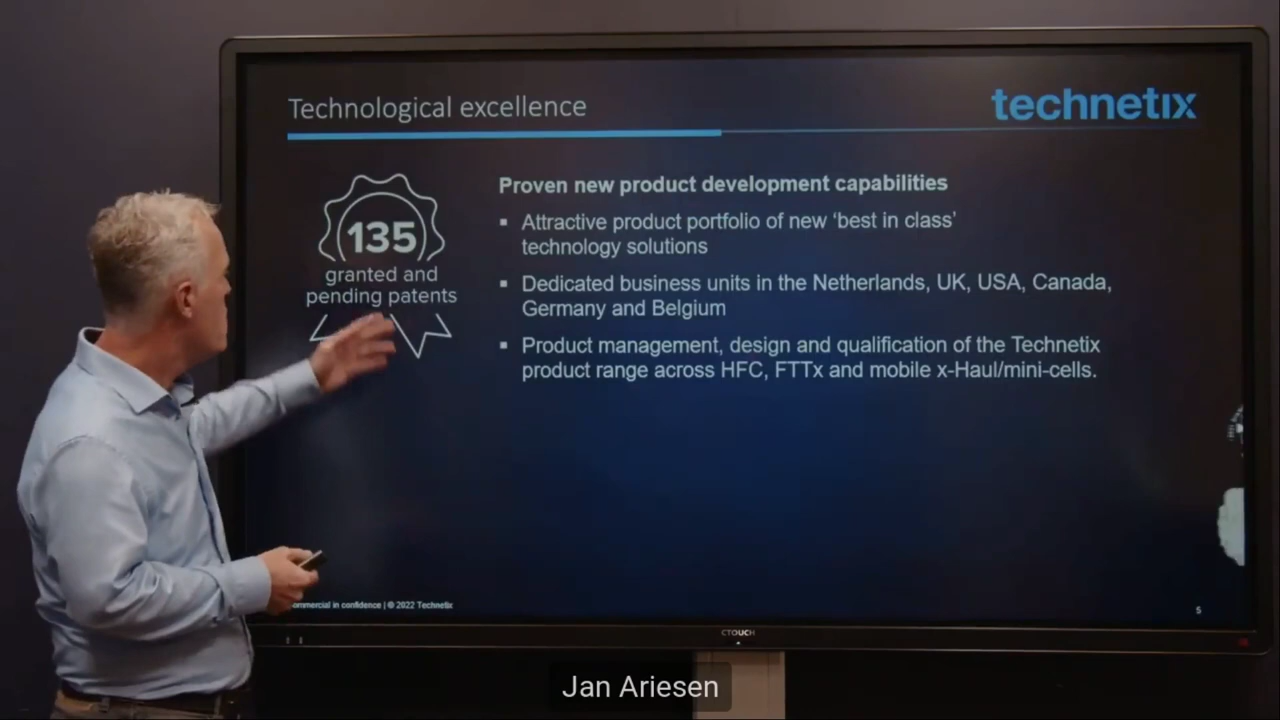 Technological excellence
technetix
135
granted and
pending patents
Proven new product development capabilities
▪ Attractive product portfolio of new ‘best in class’
technology solutions
▪ Dedicated business units in the Netherlands, UK, USA, Canada,
Germany and Belgium
▪ Product management, design and qualification of the Technetix
product range across HFC, FTTx and mobile x-Haul/mini-cells.
ommercial in confidence | © 2022 Technetix
5
CTOUCH
Jan Ariesen